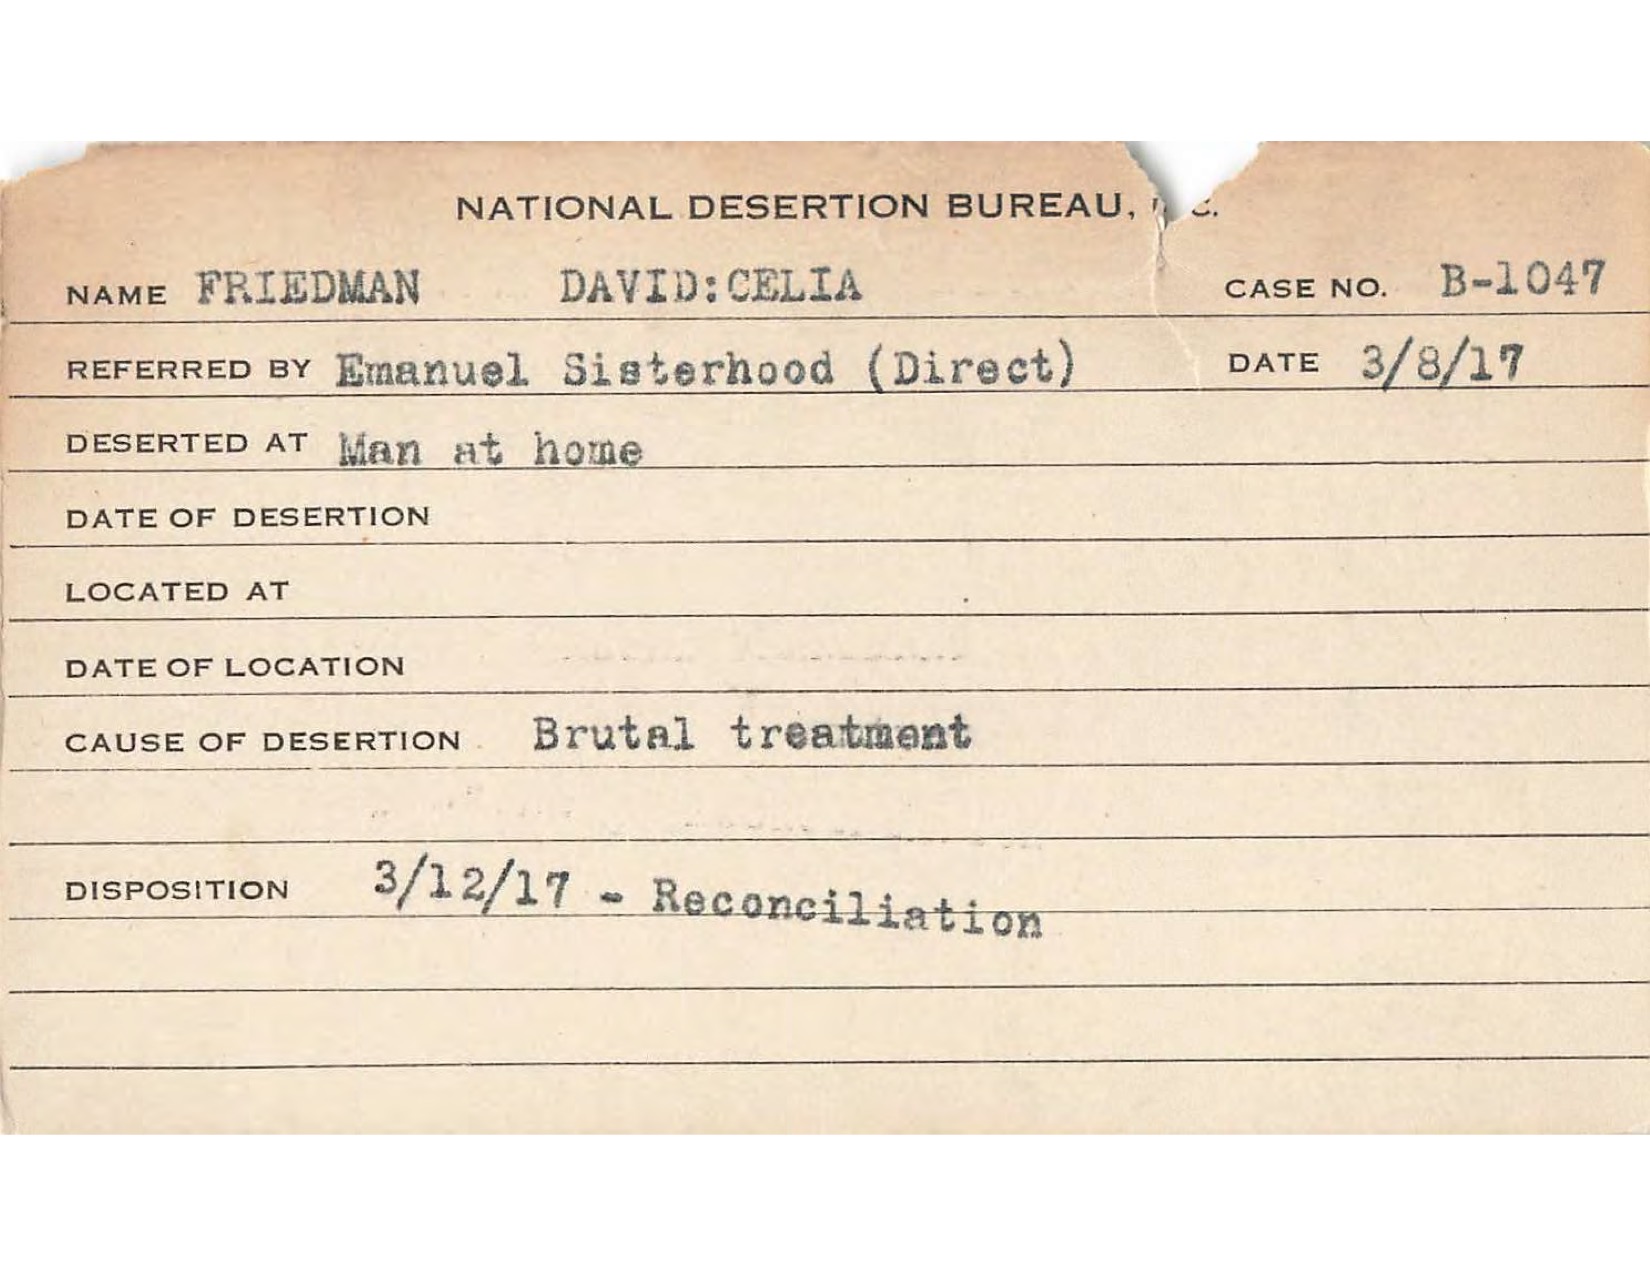 NATIONAL DESERTION BUREAU,
NAME FRIEDMAN DAVID:CELIA CASE NO. B-1047
REFERRED BY Emanuel Sisterhood (Direct) DATE 3/8/17
DESERTED AT Man at home
DATE OF DESERTION
LOCATED AT
DATE OF LOCATION
CAUSE OF DESERTION Brutal treatment
DISPOSITION 3/12/17 - Reconciliation